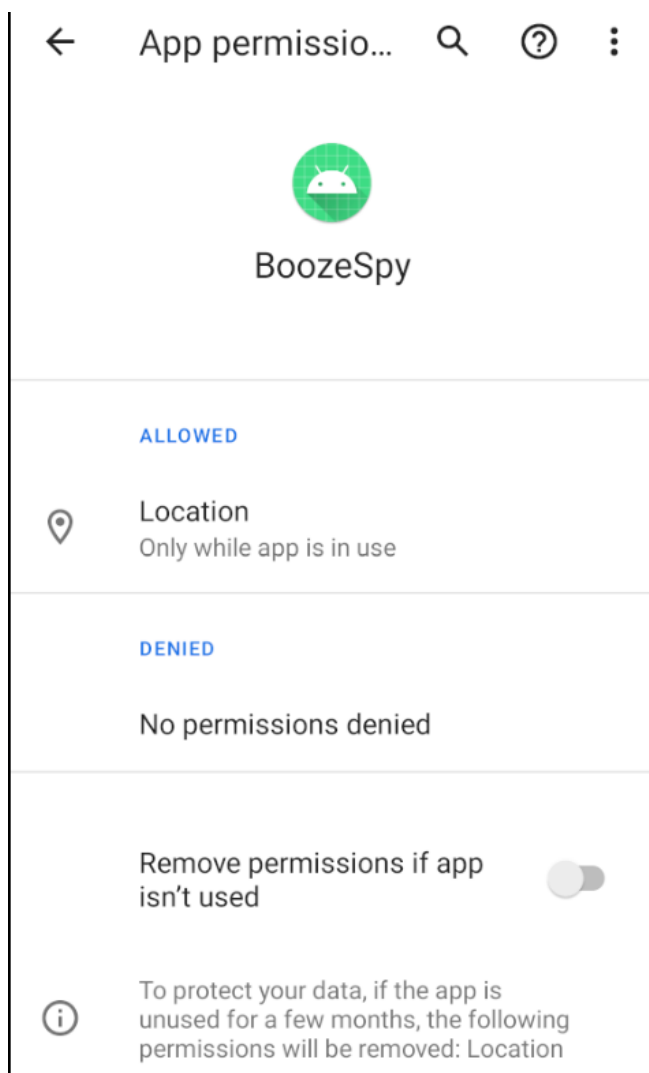 App permissio...
BoozeSpy
ALLOWED
Location
Only while app is in use
DENIED
No permissions denied
Remove permissions if app
isn't used
To protect your data, if the app is
unused for a few months, the following
permissions will be removed: Location